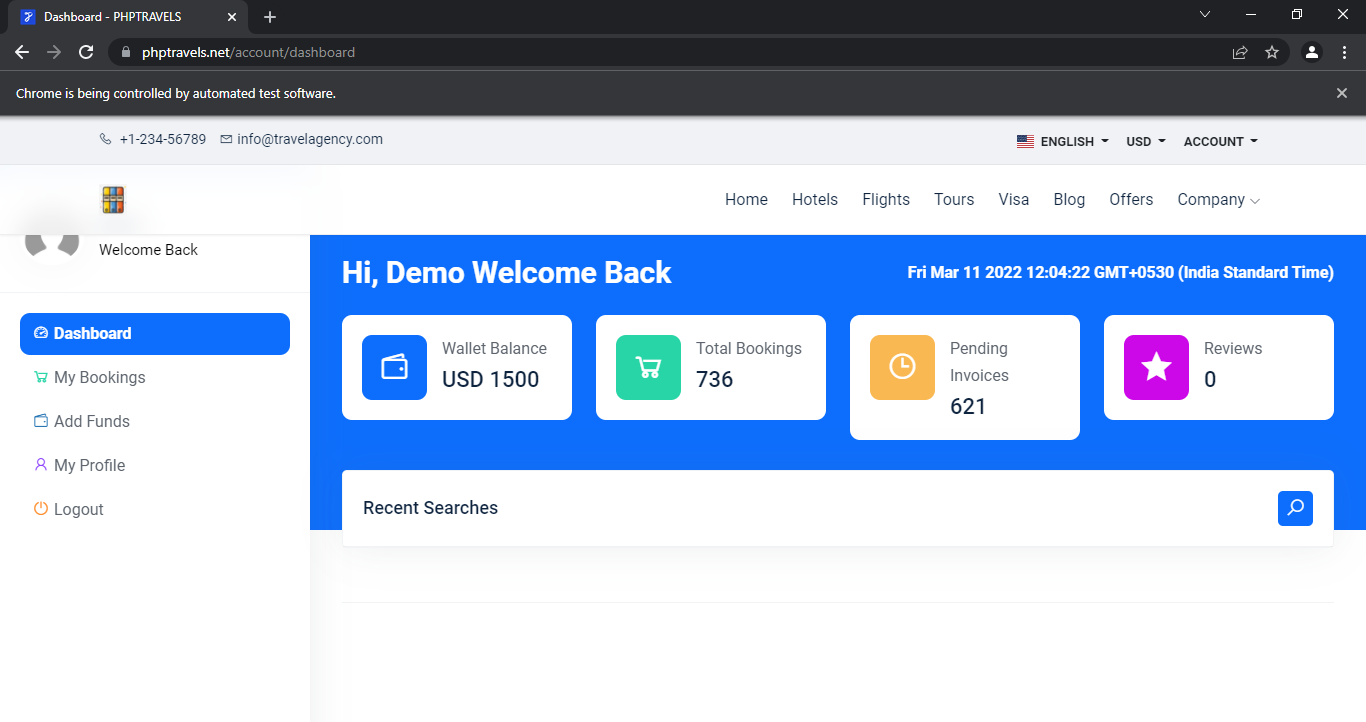 Dashboard - PHPTRAVELS
phptravels.net/account/dashboard
Chrome is being controlled by automated test software.
+1-234-56789 info@travelagency.com ENGLISH USD ACCOUNT
Home Hotels Flights Tours Visa Blog Offers Company
Welcome Back
Hi, Demo Welcome Back
Fri Mar 11 2022 12:04:22 GMT+0530 (India Standard Time)
Dashboard
My Bookings
Add Funds
My Profile
Logout
Wallet Balance
USD 1500
Total Bookings
736
Pending
Invoices
621
Reviews
0
Recent Searches